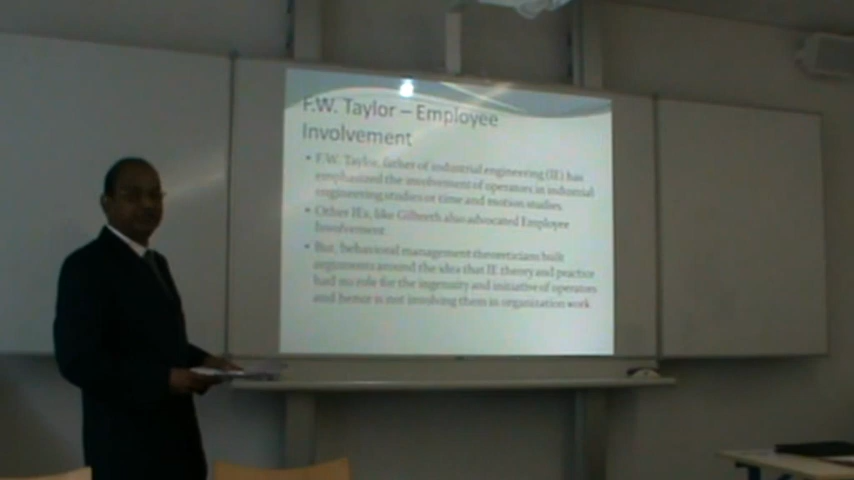 F.W. Taylor – Employee
Involvement
• F.W. Taylor, father of industrial engineering (IE) has
emphasized the involvement of operators in industrial
engineering studies or time and motion studies.
• Other IEs, like Gilbreth also advocated Employee
Involvement
• But, behavioral management theoreticians built
arguments around the idea that IE theory and practice
had no role for the ingenuity and initiative of operators
and hence is not involving them in organization work